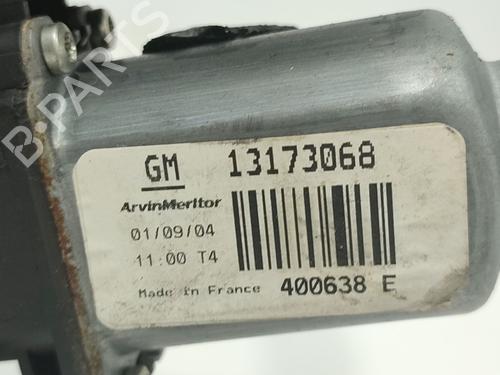 B-PARTS
GM 13173068
ArvinMeritor
01/09/04
11:00 T4
Made in France 400638 E